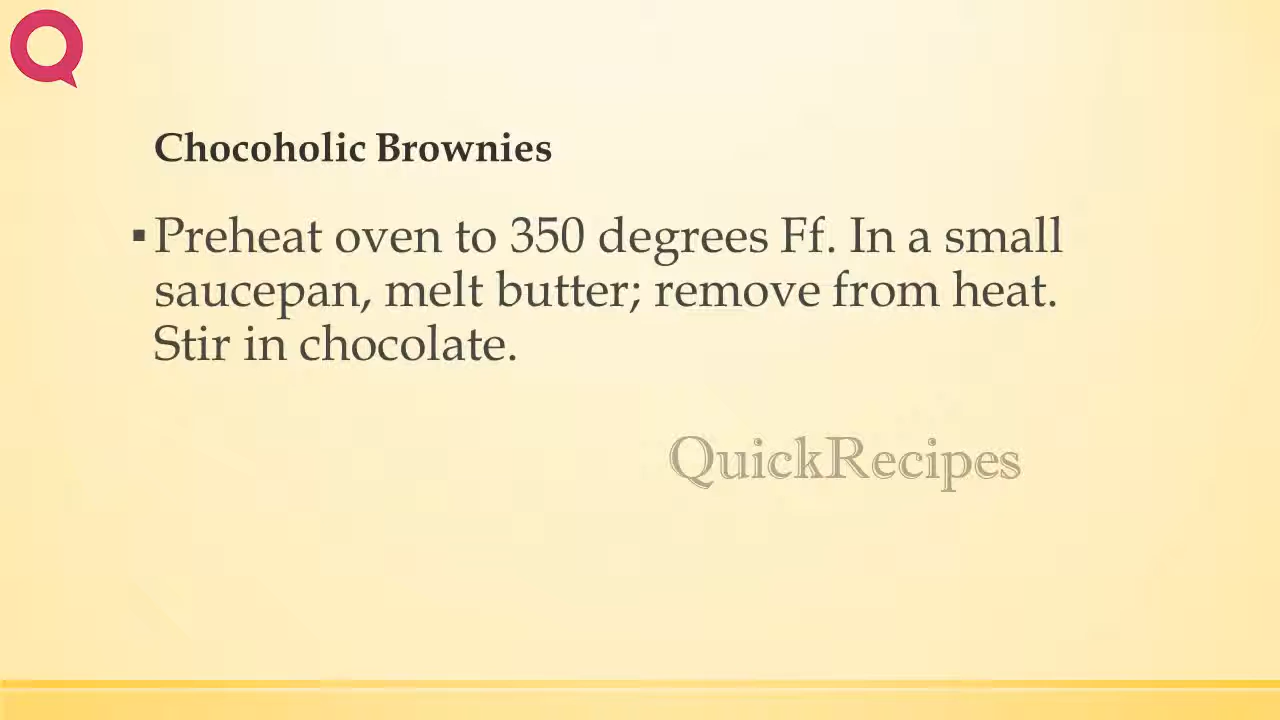 Chocoholic Brownies
▪Preheat oven to 350 degrees Ff. In a small
saucepan, melt butter; remove from heat.
Stir in chocolate.
QuickRecipes